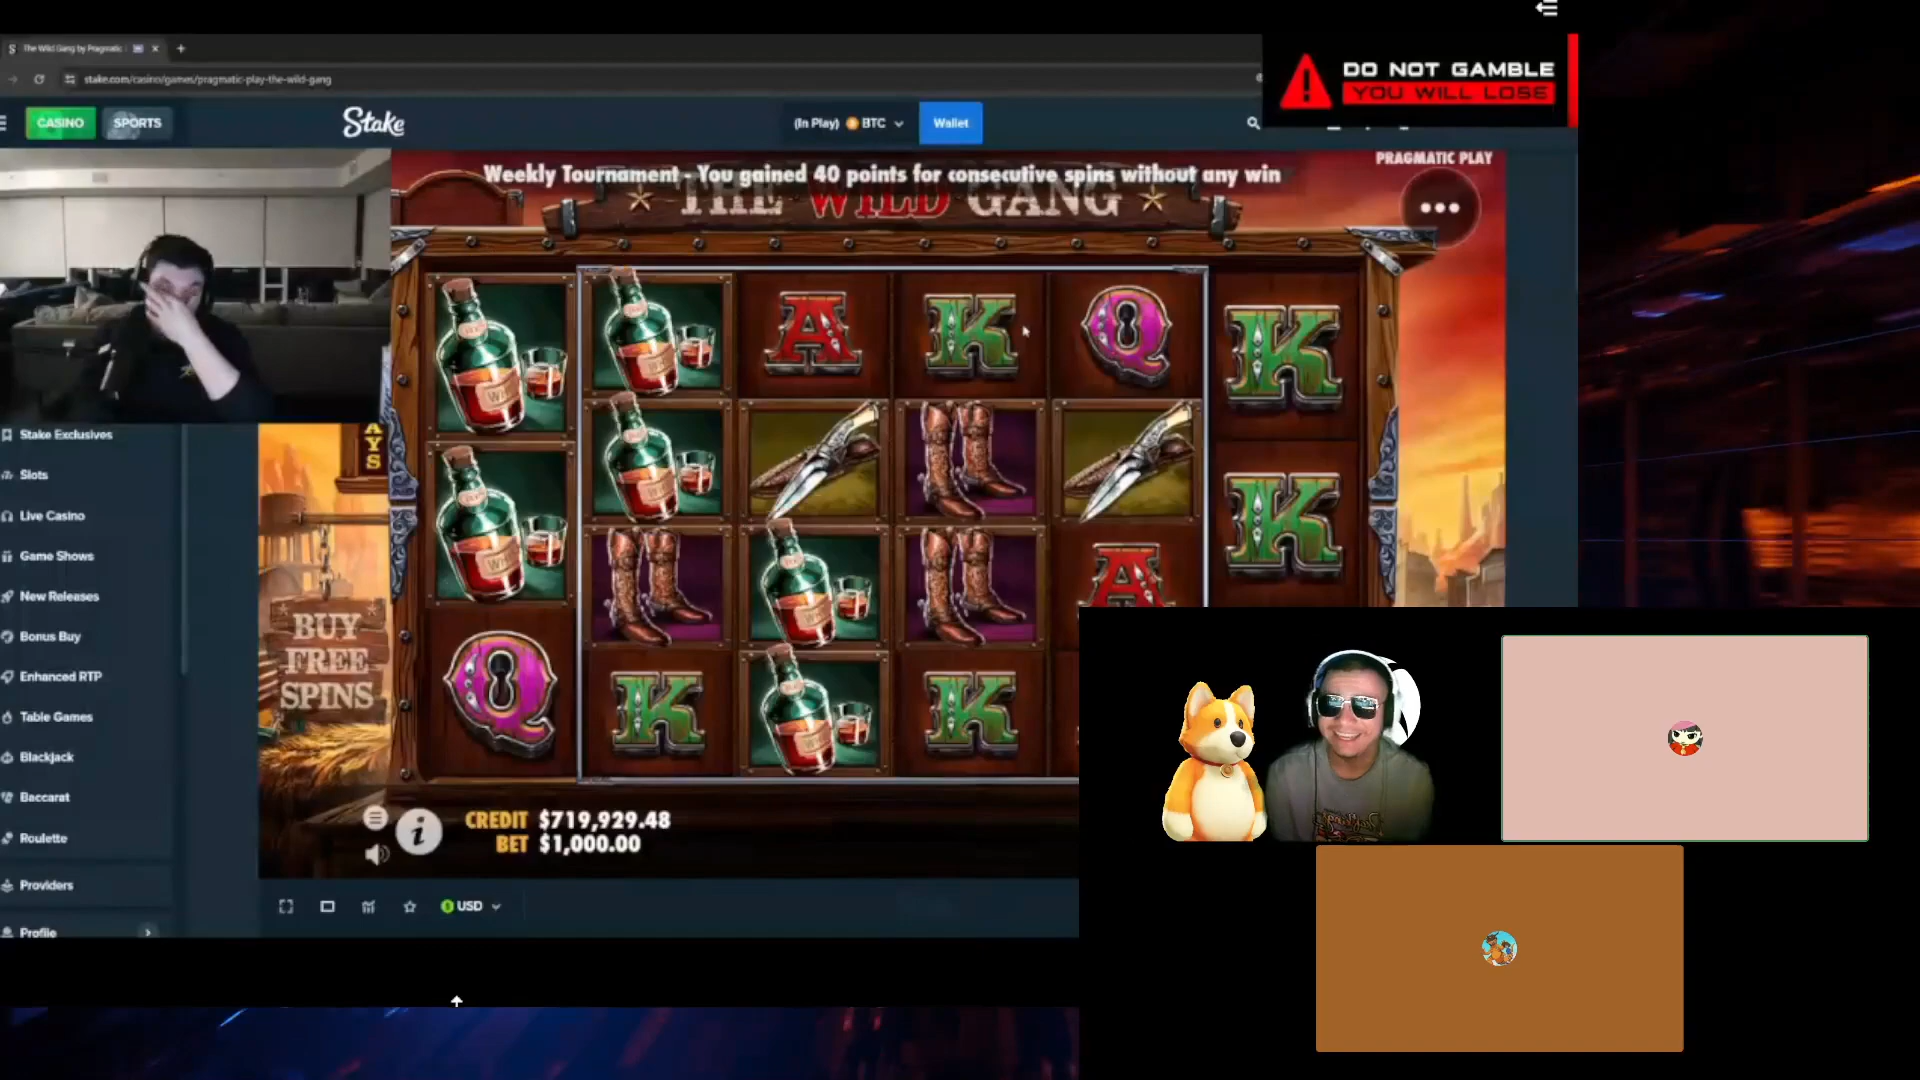 The Wild Gang by Pragmatic
stake.com/casino/games/pragmatic-play-the-wild-gang
DO NOT GAMBLE
YOU WILL LOSE
CASINO
SPORTS
Stake
(In Play) BTC
Wallet
PRAGMATIC PLAY
Weekly Tournament - You gained 40 points for consecutive spins without any win
THE WILD GANG
A
K
Q
K
AYS
K
A
Q
K
K
BUY
FREE
SPINS
Stake Exclusives
Slots
Live Casino
Game Shows
New Releases
Bonus Buy
Enhanced RTP
Table Games
Blackjack
Baccarat
Roulette
Providers
Profile
CREDIT $719,929.48
BET $1,000.00
USD